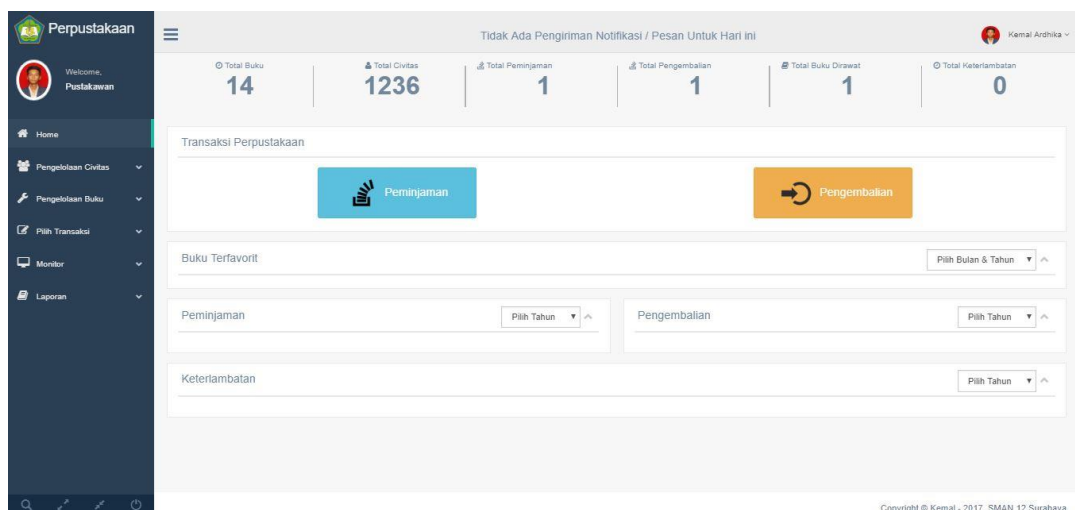 Perpustakaan
Tidak Ada Pengiriman Notifikasi / Pesan Untuk Hari ini
Kemal Ardhika
Welcome,
Pustakawan
Total Buku
14
Total Civitas
1236
Total Peminjaman
1
Total Pengembalian
1
Total Buku Dirawat
1
Total Keterlambatan
0
Home
Pengelolaan Civitas
Pengelolaan Buku
Pilih Transaksi
Monitor
Laporan
Transaksi Perpustakaan
Peminjaman
Pengembalian
Buku Terfavorit
Pilih Bulan & Tahun
Peminjaman
Pilih Tahun
Pengembalian
Pilih Tahun
Keterlambatan
Pilih Tahun
Copyright © Kemal - 2017. SMAN 12 Surabaya